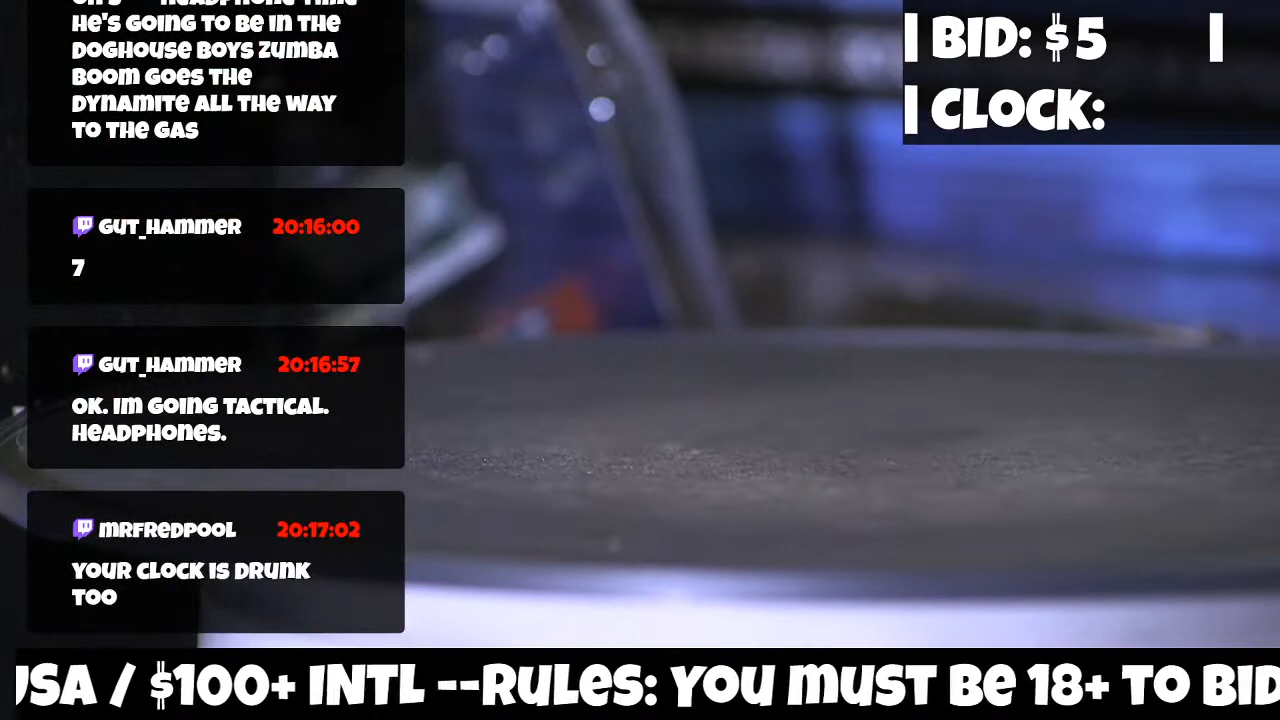 HE'S GOING TO BE IN THE
DOGHOUSE BOYS ZUMBA
BOOM GOES THE
DYNAMITE ALL THE WAY
TO THE GAS
GUT_HAMMER 20:16:00
7
GUT_HAMMER 20:16:57
OK. IM GOING TACTICAL.
HEADPHONES.
MRFREDPOOL 20:17:02
YOUR CLOCK IS DRUNK
TOO
| BID: $5 |
| CLOCK:
USA / $100+ INTL --RULES: YOU MUST BE 18+ TO BID